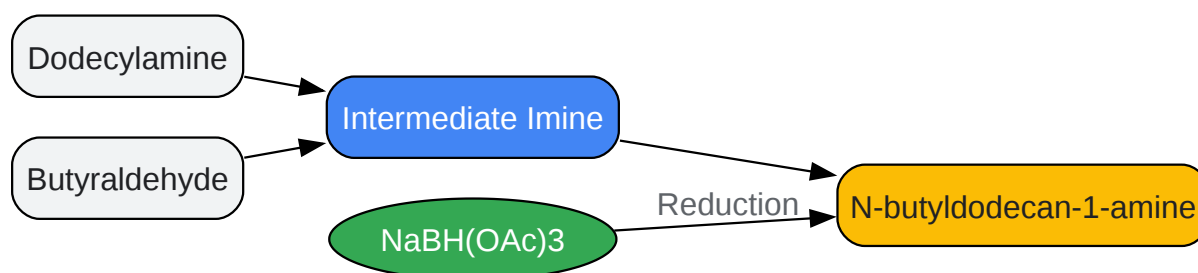 Dodecylamine
Butyraldehyde
Intermediate Imine
NaBH(OAc)3
Reduction
N-butyldodecan-1-amine